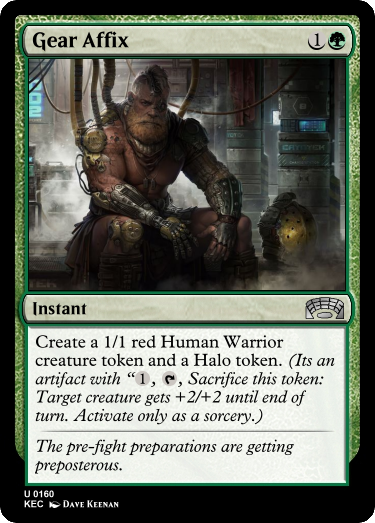 Gear Affix
1
Instant
Create a 1/1 red Human Warrior
creature token and a Halo token. (Its an
artifact with “1, , Sacrifice this token:
Target creature gets +2/+2 until end of
turn. Activate only as a sorcery.)
The pre-fight preparations are getting
preposterous.
U 0160
KEC Dave Keenan